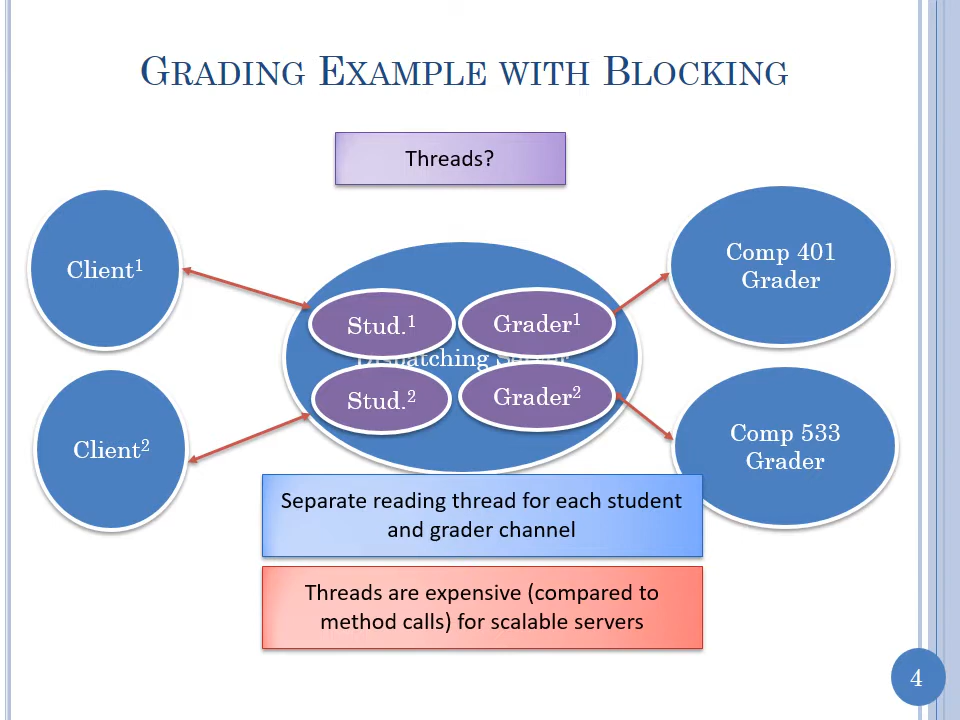 GRADING EXAMPLE WITH BLOCKING
Threads?
Client¹
Comp 401
Grader
Stud.¹
Grader¹
Dispatching Server
Stud.²
Grader²
Client²
Comp 533
Grader
Separate reading thread for each student
and grader channel
Threads are expensive (compared to
method calls) for scalable servers
4